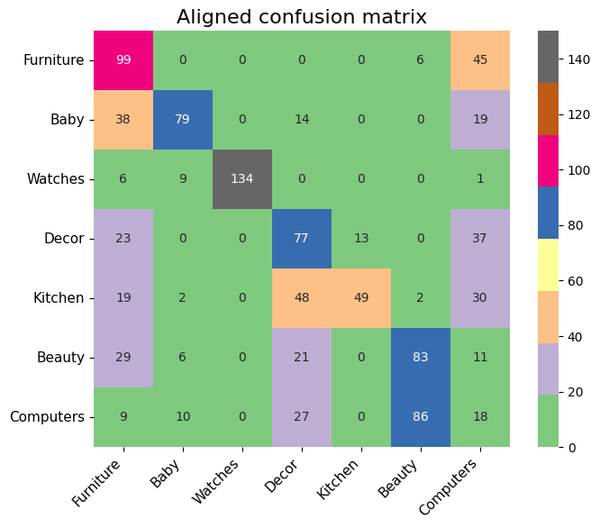 Aligned confusion matrix
Furniture 99 0 0 0 0 6 45
Baby 38 79 0 14 0 0 19
Watches 6 9 134 0 0 0 1
Decor 23 0 0 77 13 0 37
Kitchen 19 2 0 48 49 2 30
Beauty 29 6 0 21 0 83 11
Computers 9 10 0 27 0 86 18
Furniture Baby Watches Decor Kitchen Beauty Computers
140
120
100
80
60
40
20
0